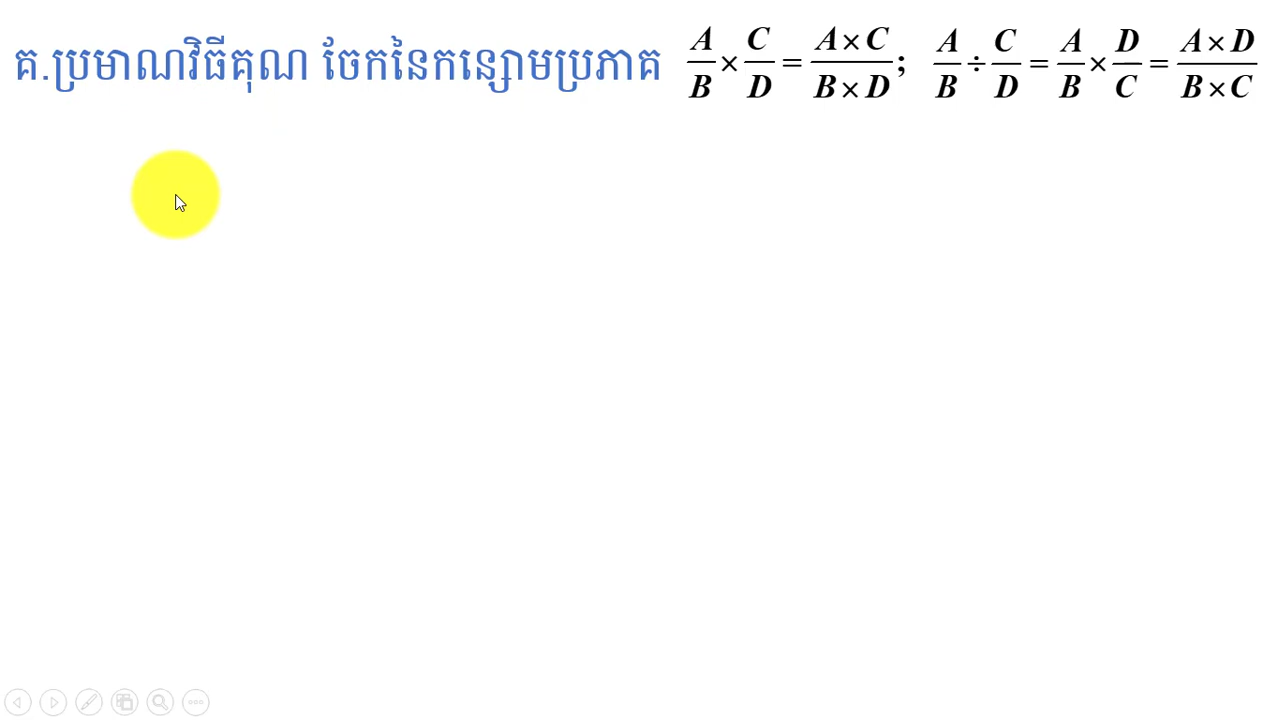 គ.ប្រមាណវិធីគុណ ចែកនៃកន្សោមប្រភាគ A/B × C/D = A×C/B×D; A/B ÷ C/D = A/B × D/C = A×D/B×C